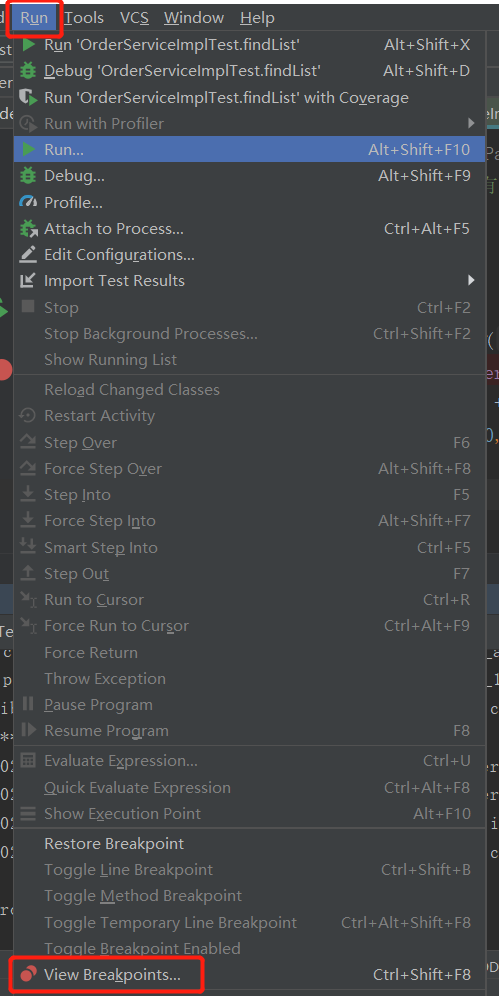 Run Tools VCS Window Help
Run 'OrderServiceImplTest.findList' Alt+Shift+X
Debug 'OrderServiceImplTest.findList' Alt+Shift+D
Run 'OrderServiceImplTest.findList' with Coverage
Run with Profiler
Run... Alt+Shift+F10
Debug... Alt+Shift+F9
Profile...
Attach to Process... Ctrl+Alt+F5
Edit Configurations...
Import Test Results
Stop Ctrl+F2
Stop Background Processes... Ctrl+Shift+F2
Show Running List
Reload Changed Classes
Restart Activity
Step Over F6
Force Step Over Alt+Shift+F8
Step Into F5
Force Step Into Alt+Shift+F7
Smart Step Into Ctrl+F5
Step Out F7
Run to Cursor Ctrl+R
Force Run to Cursor Ctrl+Alt+F9
Force Return
Throw Exception
Pause Program
Resume Program F8
Evaluate Expression... Ctrl+U
Quick Evaluate Expression Ctrl+Alt+F8
Show Execution Point Alt+F10
Restore Breakpoint
Toggle Line Breakpoint Ctrl+Shift+B
Toggle Method Breakpoint
Toggle Temporary Line Breakpoint Ctrl+Alt+Shift+F8
Toggle Breakpoint Enabled
View Breakpoints... Ctrl+Shift+F8